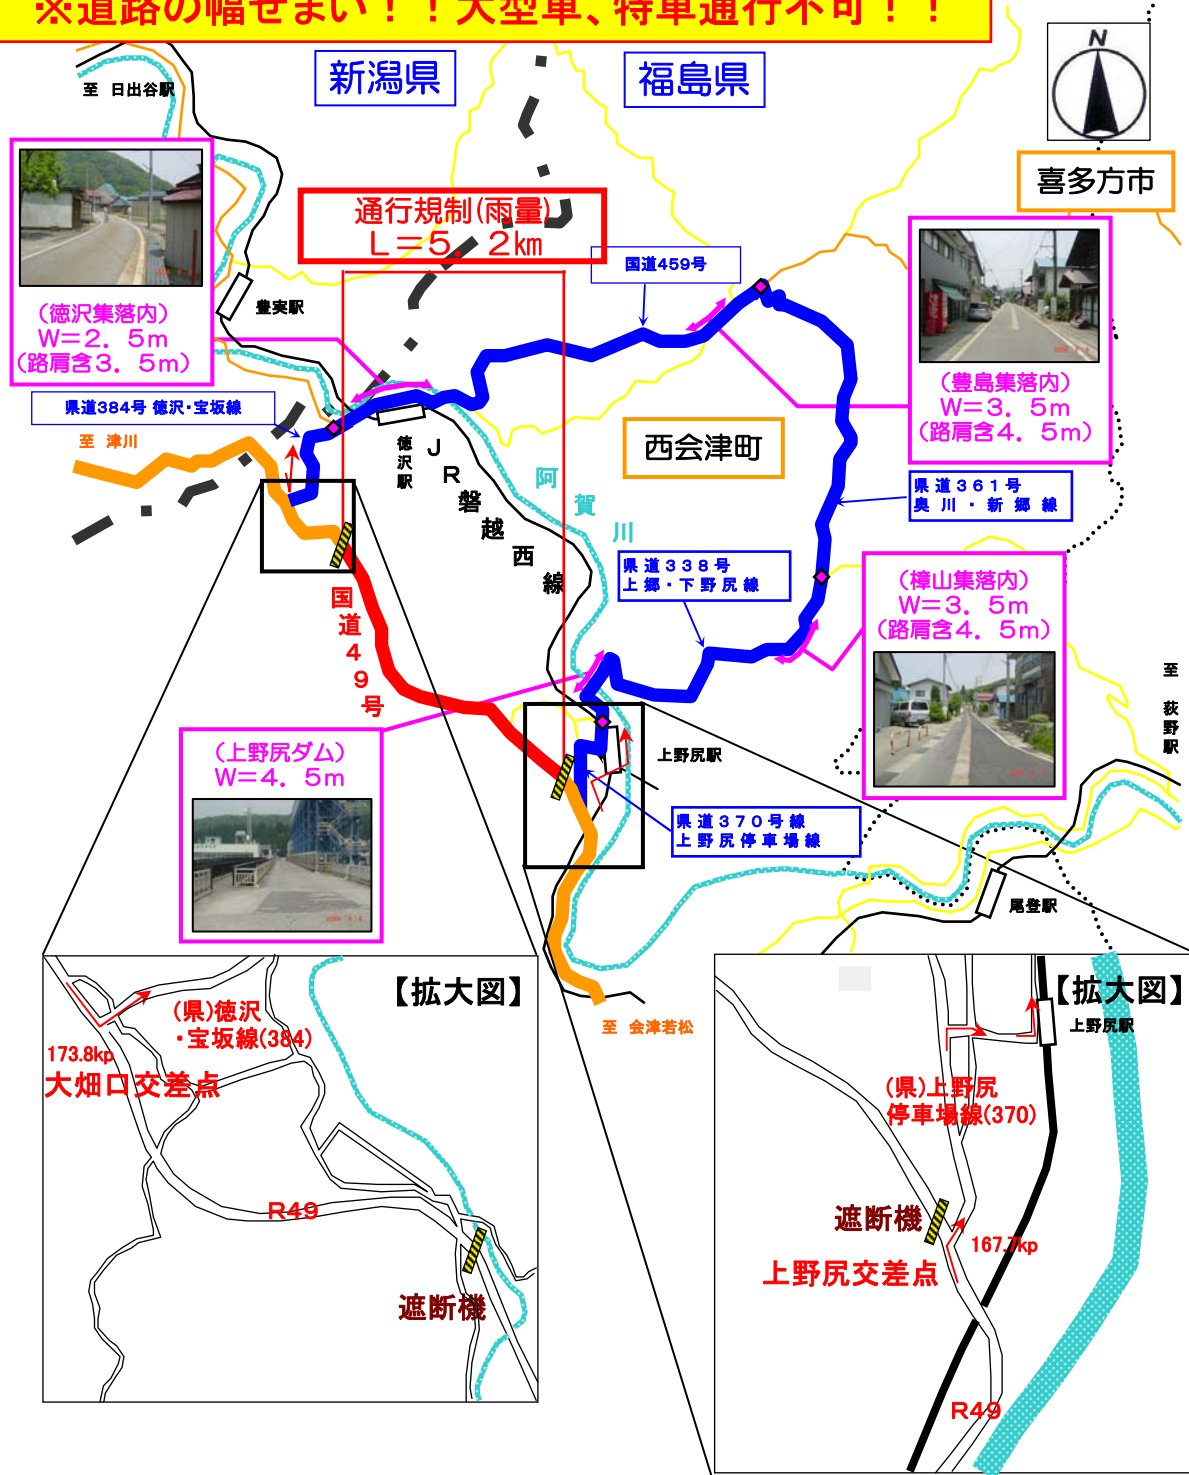 ※道路の幅せまい！！大型車、特車通行不可！！
新潟県
福島県
N
至 日出谷駅
喜多方市
通行規制(雨量)
L＝5．2km
国道459号
豊実駅
(徳沢集落内)
W＝2．5m
(路肩含3．5m)
(豊島集落内)
W＝3．5m
(路肩含4．5m)
県道384号 徳沢・宝坂線
至 津川
徳沢駅
JR磐越西線
阿賀川
西会津町
県道361号
奥川・新郷線
県道338号
上郷・下野尻線
(樟山集落内)
W＝3．5m
(路肩含4．5m)
国道49号
至 荻野駅
(上野尻ダム)
W＝4．5m
上野尻駅
県道370号線
上野尻停車場線
尾登駅
至 会津若松
【拡大図】
(県)徳沢
・宝坂線(384)
173.8kp
大畑口交差点
R49
遮断機
【拡大図】
上野尻駅
(県)上野尻
停車場線(370)
遮断機
167.7kp
上野尻交差点
R49